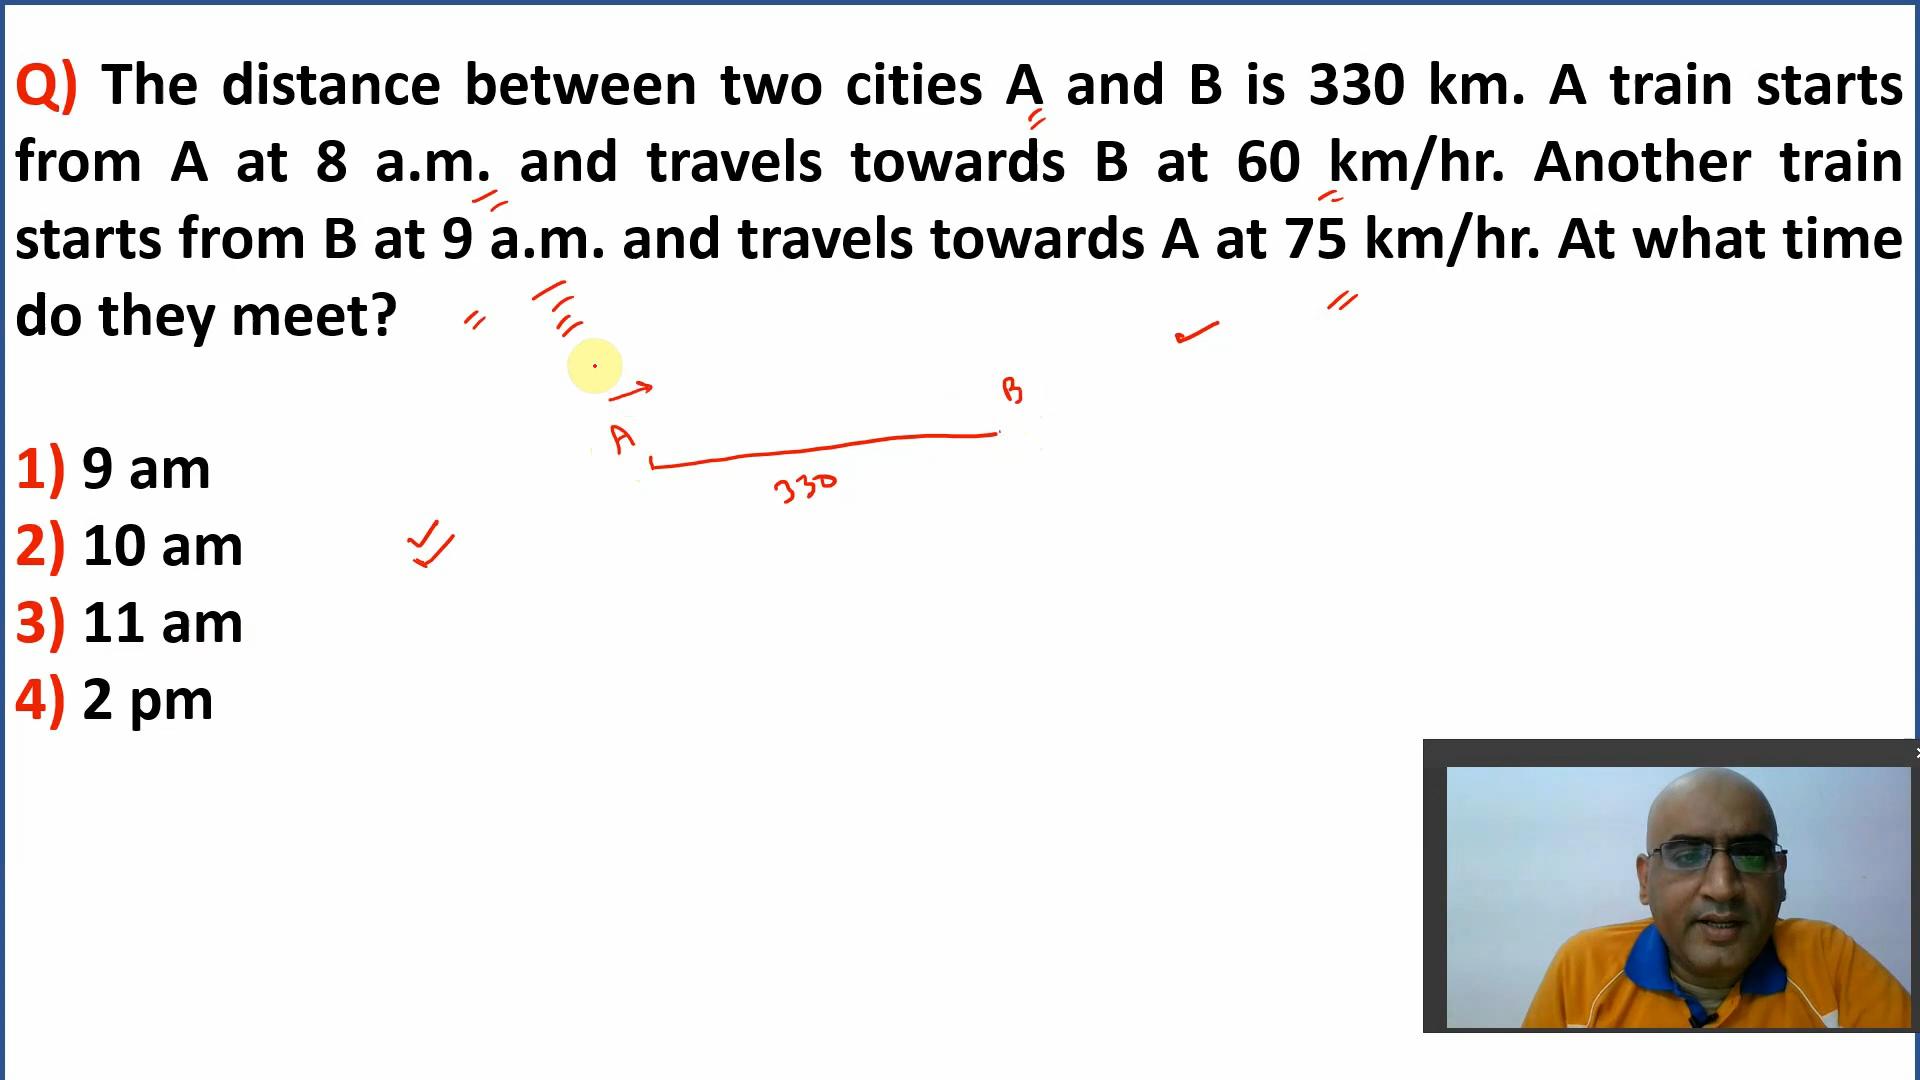 Q) The distance between two cities A and B is 330 km. A train starts
from A at 8 a.m. and travels towards B at 60 km/hr. Another train
starts from B at 9 a.m. and travels towards A at 75 km/hr. At what time
do they meet?
B
A
330
1) 9 am
2) 10 am
3) 11 am
4) 2 pm